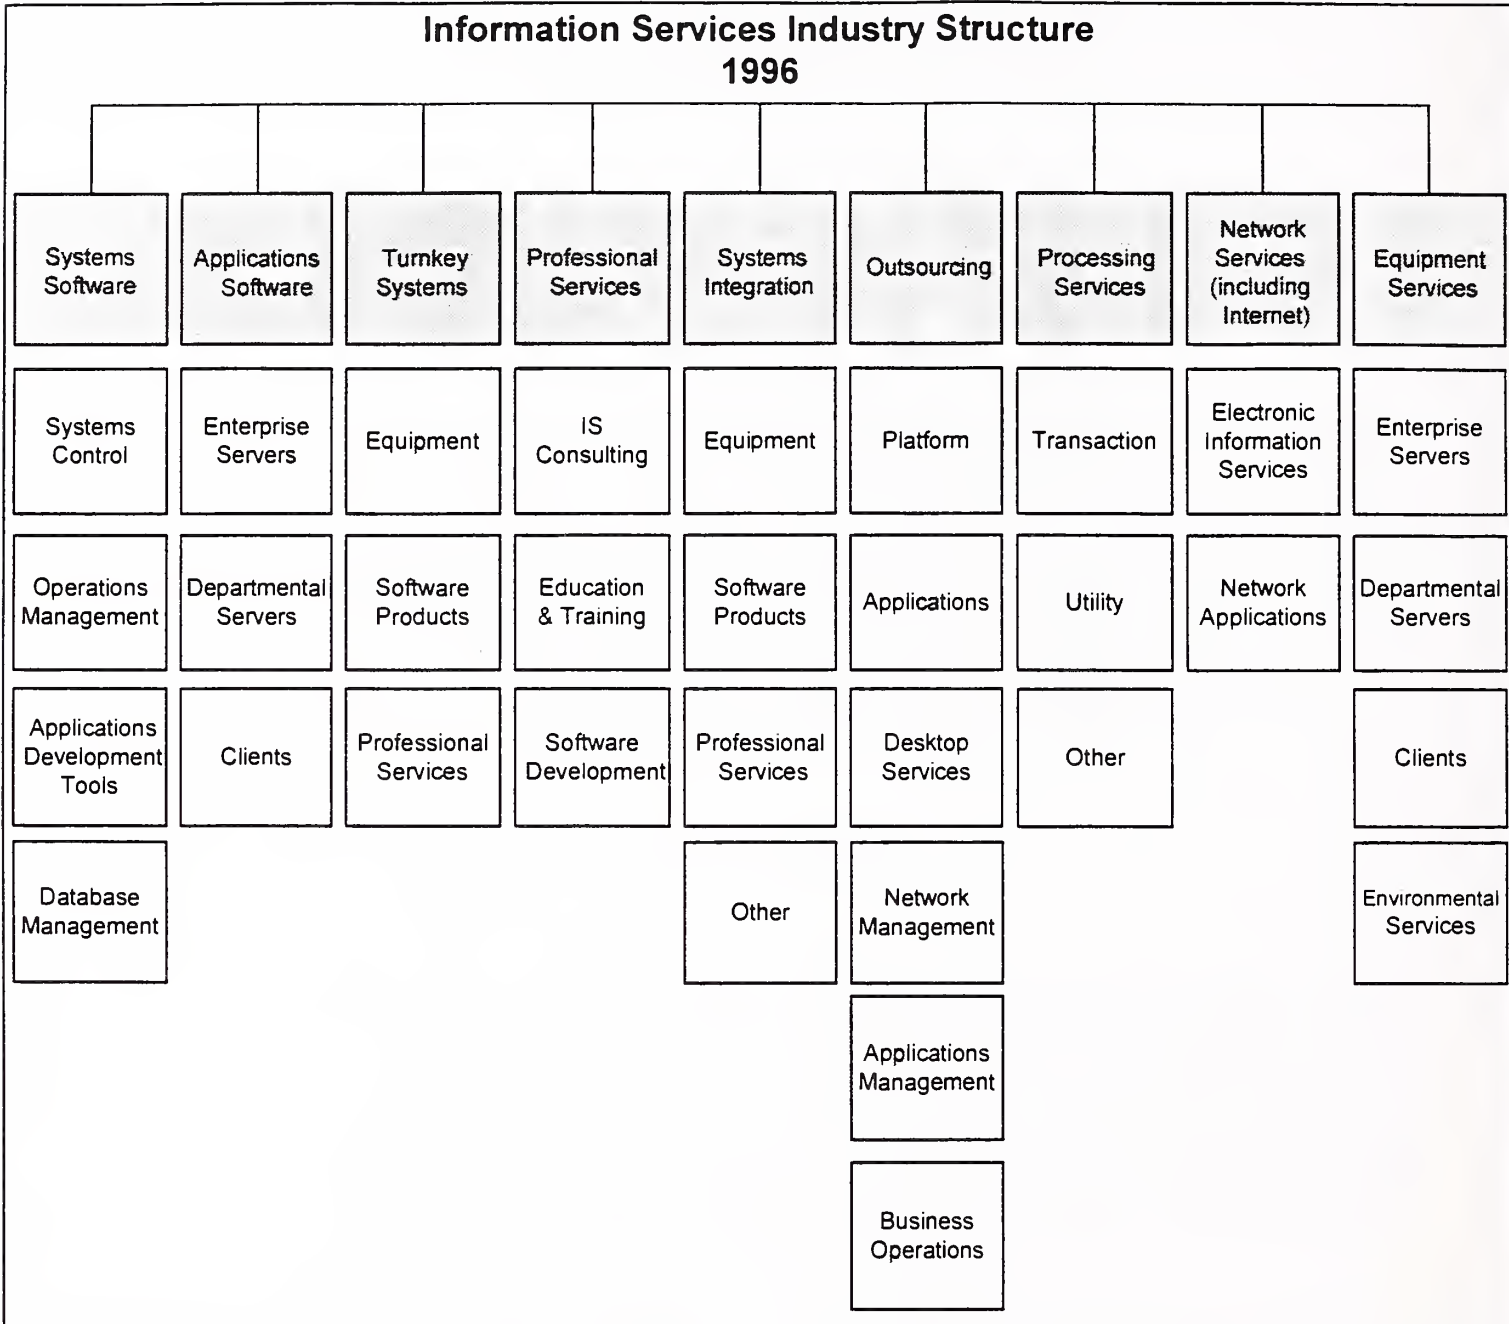 Information Services Industry Structure
1996
Systems
Software
Applications
Software
Turnkey
Systems
Professional
Services
Systems
Integration
Outsourcing
Processing
Services
Network
Services
(including
Internet)
Equipment
Services
Systems
Control
Enterprise
Servers
Equipment
IS
Consulting
Equipment
Platform
Transaction
Electronic
Information
Services
Enterprise
Servers
Operations
Management
Departmental
Servers
Software
Products
Education
& Training
Software
Products
Applications
Utility
Network
Applications
Departmental
Servers
Applications
Development
Tools
Clients
Professional
Services
Software
Development
Professional
Services
Desktop
Services
Other
Clients
Database
Management
Other
Network
Management
Environmental
Services
Applications
Management
Business
Operations